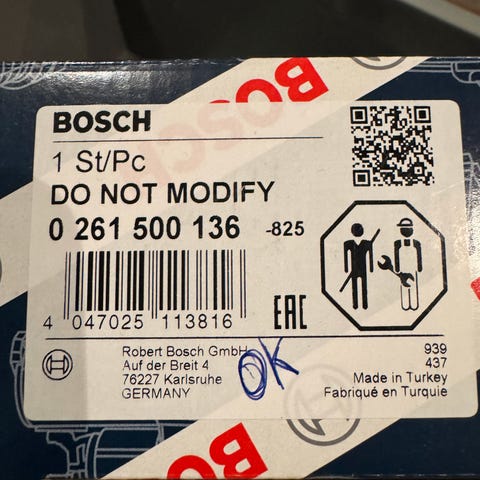 BOSCH
BOSCH
1 St/Pc
DO NOT MODIFY
0 261 500 136 -825
4 047025 113816
EAC
Robert Bosch GmbH
Auf der Breit 4
76227 Karlsruhe
GERMANY
OK
939
437
Made in Turkey
Fabriqué en Turquie